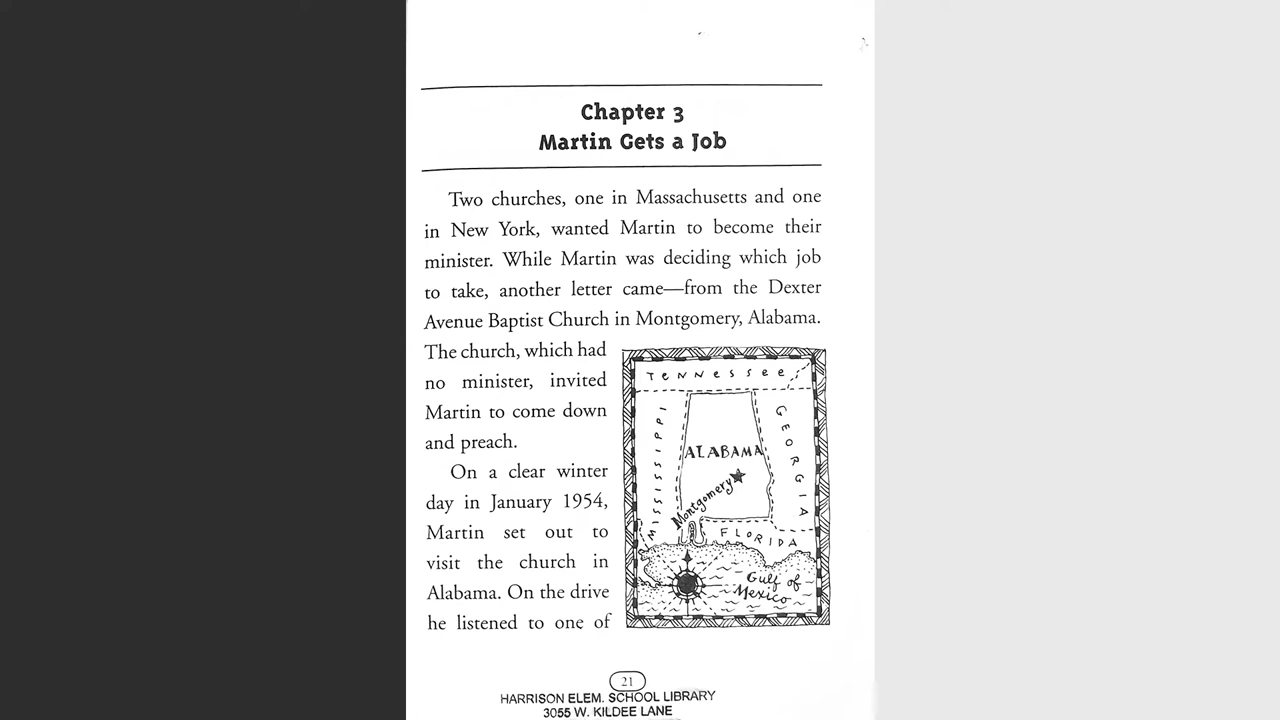 Chapter 3
Martin Gets a Job
Two churches, one in Massachusetts and one
in New York, wanted Martin to become their
minister. While Martin was deciding which job
to take, another letter came—from the Dexter
Avenue Baptist Church in Montgomery, Alabama.
The church, which had
no minister, invited
Martin to come down
and preach.
On a clear winter
day in January 1954,
Martin set out to
visit the church in
Alabama. On the drive
he listened to one of
TENNESSEE
MISSISSIPPI
ALABAMA
GEORGIA
Montgomery
FLORIDA
Gulf of
Mexico
21
HARRISON ELEM. SCHOOL LIBRARY
3055 W. KILDEE LANE